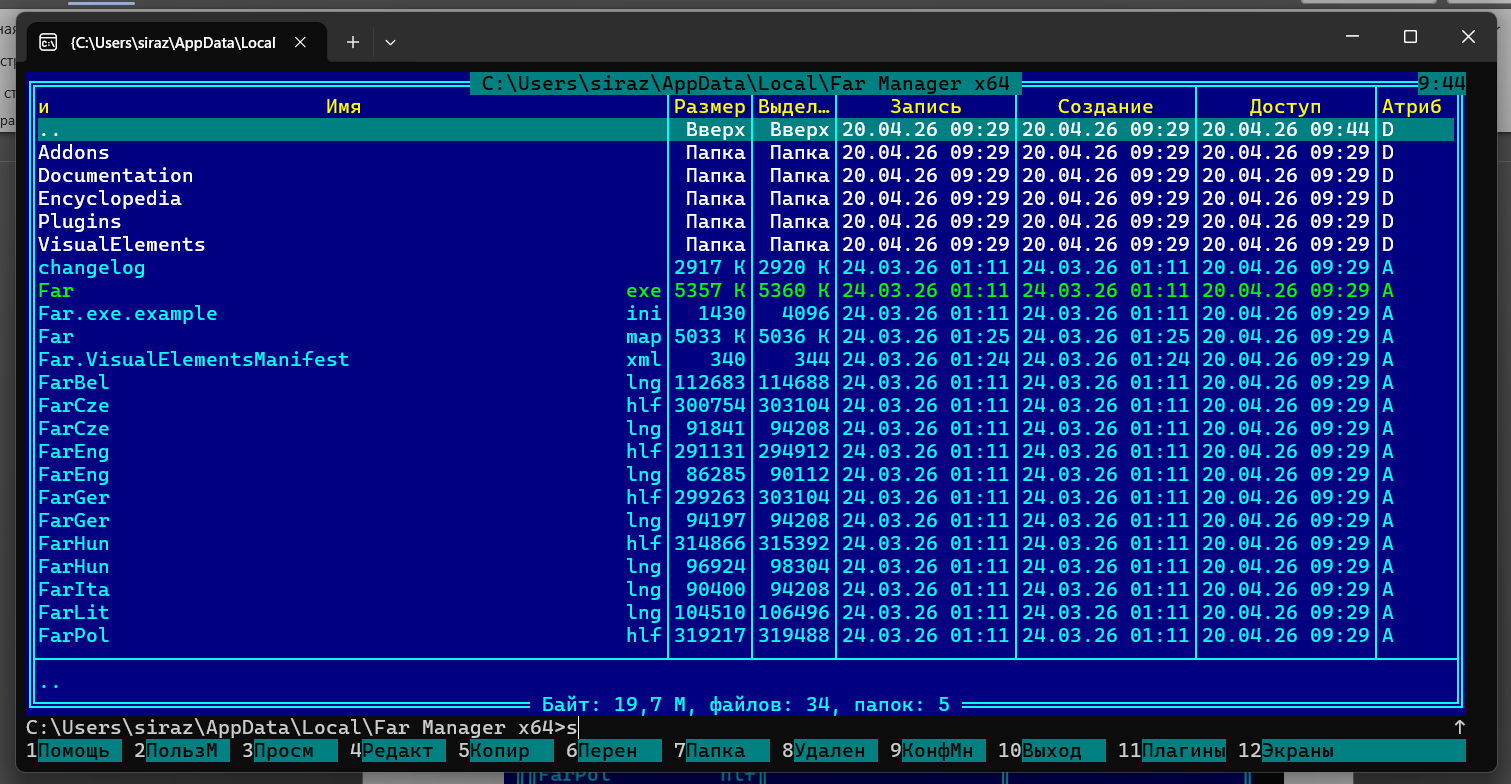 {C:\Users\siraz\AppData\Local
C:\Users\siraz\AppData\Local\Far Manager x64 9:44
и Имя Размер Выдел… Запись Создание Доступ Атриб
.. Вверх Вверх 20.04.26 09:29 20.04.26 09:29 20.04.26 09:44 D
Addons Папка Папка 20.04.26 09:29 20.04.26 09:29 20.04.26 09:29 D
Documentation Папка Папка 20.04.26 09:29 20.04.26 09:29 20.04.26 09:29 D
Encyclopedia Папка Папка 20.04.26 09:29 20.04.26 09:29 20.04.26 09:29 D
Plugins Папка Папка 20.04.26 09:29 20.04.26 09:29 20.04.26 09:29 D
VisualElements Папка Папка 20.04.26 09:29 20.04.26 09:29 20.04.26 09:29 D
changelog 2917 К 2920 К 24.03.26 01:11 24.03.26 01:11 20.04.26 09:29 A
Far exe 5357 К 5360 К 24.03.26 01:11 24.03.26 01:11 20.04.26 09:29 A
Far.exe.example ini 1430 4096 24.03.26 01:11 24.03.26 01:11 20.04.26 09:29 A
Far map 5033 К 5036 К 24.03.26 01:25 24.03.26 01:25 20.04.26 09:29 A
Far.VisualElementsManifest xml 340 344 24.03.26 01:24 24.03.26 01:24 20.04.26 09:29 A
FarBel lng 112683 114688 24.03.26 01:11 24.03.26 01:11 20.04.26 09:29 A
FarCze hlf 300754 303104 24.03.26 01:11 24.03.26 01:11 20.04.26 09:29 A
FarCze lng 91841 94208 24.03.26 01:11 24.03.26 01:11 20.04.26 09:29 A
FarEng hlf 291131 294912 24.03.26 01:11 24.03.26 01:11 20.04.26 09:29 A
FarEng lng 86285 90112 24.03.26 01:11 24.03.26 01:11 20.04.26 09:29 A
FarGer hlf 299263 303104 24.03.26 01:11 24.03.26 01:11 20.04.26 09:29 A
FarGer lng 94197 94208 24.03.26 01:11 24.03.26 01:11 20.04.26 09:29 A
FarHun hlf 314866 315392 24.03.26 01:11 24.03.26 01:11 20.04.26 09:29 A
FarHun lng 96924 98304 24.03.26 01:11 24.03.26 01:11 20.04.26 09:29 A
FarIta lng 90400 94208 24.03.26 01:11 24.03.26 01:11 20.04.26 09:29 A
FarLit lng 104510 106496 24.03.26 01:11 24.03.26 01:11 20.04.26 09:29 A
FarPol hlf 319217 319488 24.03.26 01:11 24.03.26 01:11 20.04.26 09:29 A
..
Байт: 19,7 М, файлов: 34, папок: 5
C:\Users\siraz\AppData\Local\Far Manager x64>s ↑
1Помощь 2ПользМ 3Просм 4Редакт 5Копир 6Перен 7Папка 8Удален 9КонфМн 10Выход 11Плагины 12Экраны